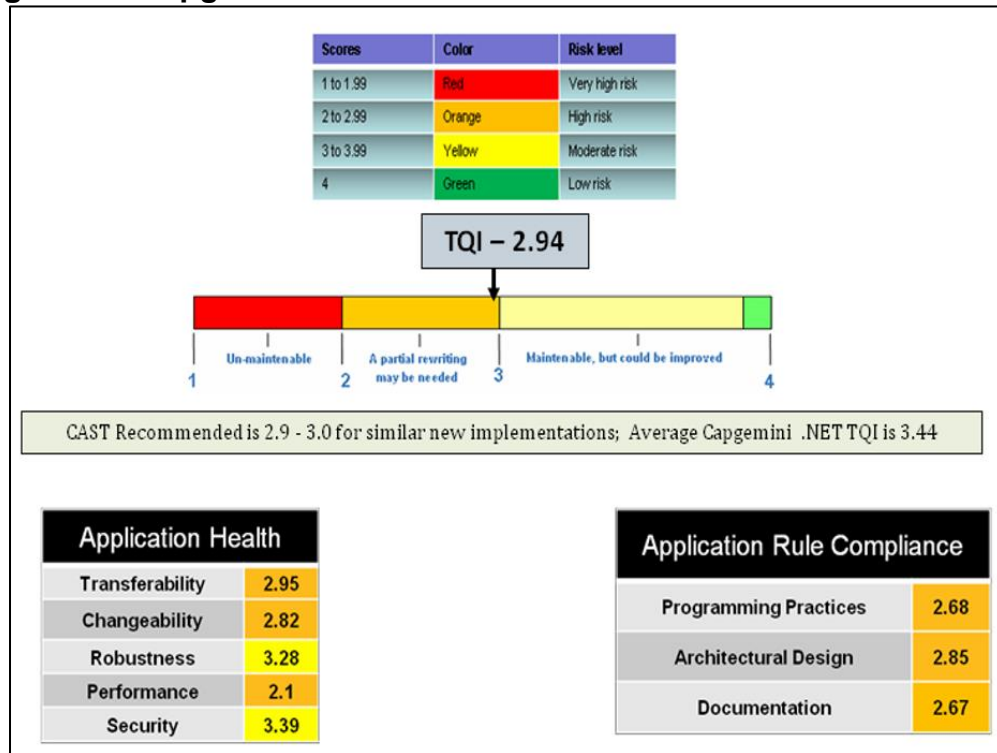 Scores Color Risk level
1 to 1.99 Red Very high risk
2 to 2.99 Orange High risk
3 to 3.99 Yellow Moderate risk
4 Green Low risk
TQI – 2.94
Un-maintenable A partial rewriting Maintenable, but could be improved
may be needed
1 2 3 4
CAST Recommended is 2.9 - 3.0 for similar new implementations; Average Capgemini .NET TQI is 3.44
Application Health
Transferability 2.95
Changeability 2.82
Robustness 3.28
Performance 2.1
Security 3.39
Application Rule Compliance
Programming Practices 2.68
Architectural Design 2.85
Documentation 2.67